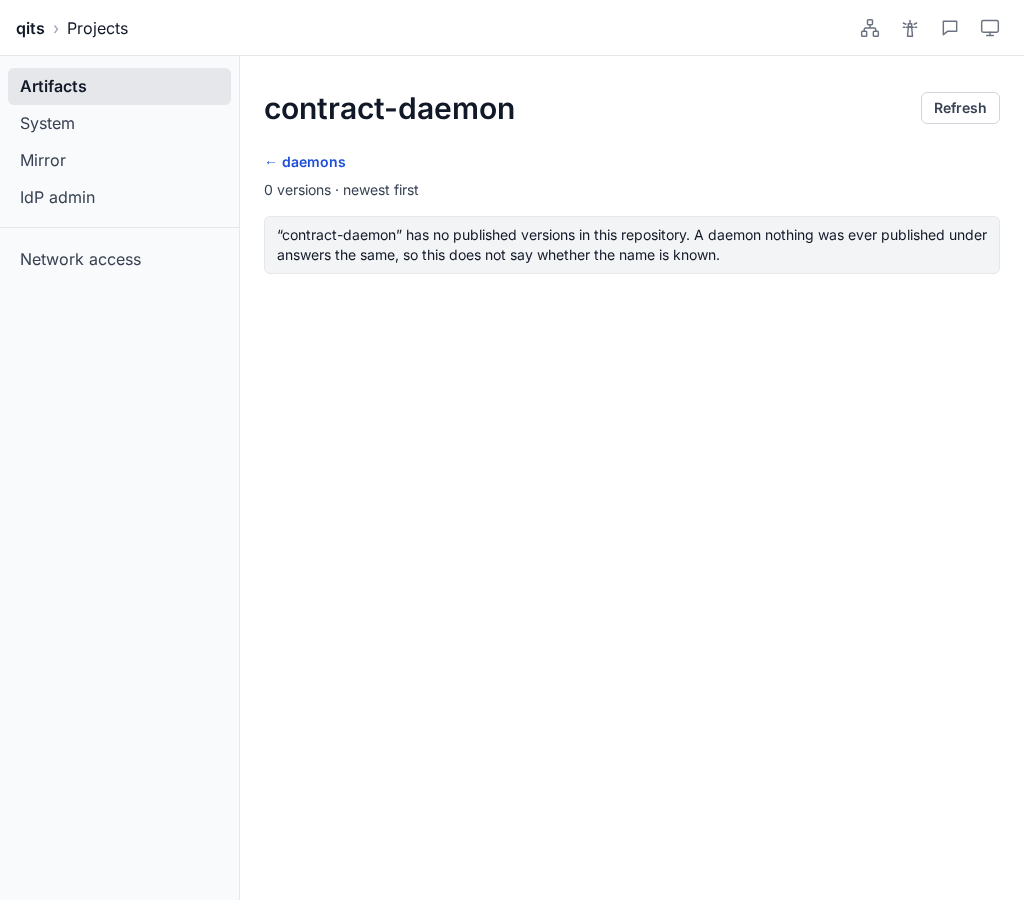 qits › Projects
Artifacts
System
Mirror
IdP admin
Network access
contract-daemon
Refresh
← daemons
0 versions · newest first
“contract-daemon” has no published versions in this repository. A daemon nothing was ever published under
answers the same, so this does not say whether the name is known.